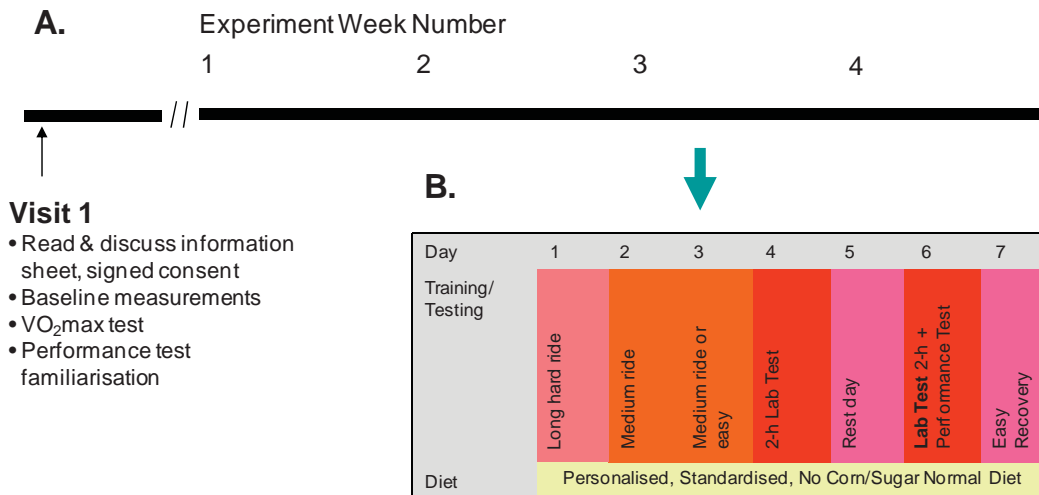 A.
Experiment Week Number
1 2 3 4
//
Visit 1
• Read & discuss information
sheet, signed consent
• Baseline measurements
• VO₂max test
• Performance test
familiarisation
B.
Day 1 2 3 4 5 6 7
Training/
Testing
Long hard ride
Medium ride
Medium ride or
easy
2-h Lab Test
Rest day
Lab Test 2-h +
Performance Test
Easy
Recovery
Diet Personalised, Standardised, No Corn/Sugar Normal Diet